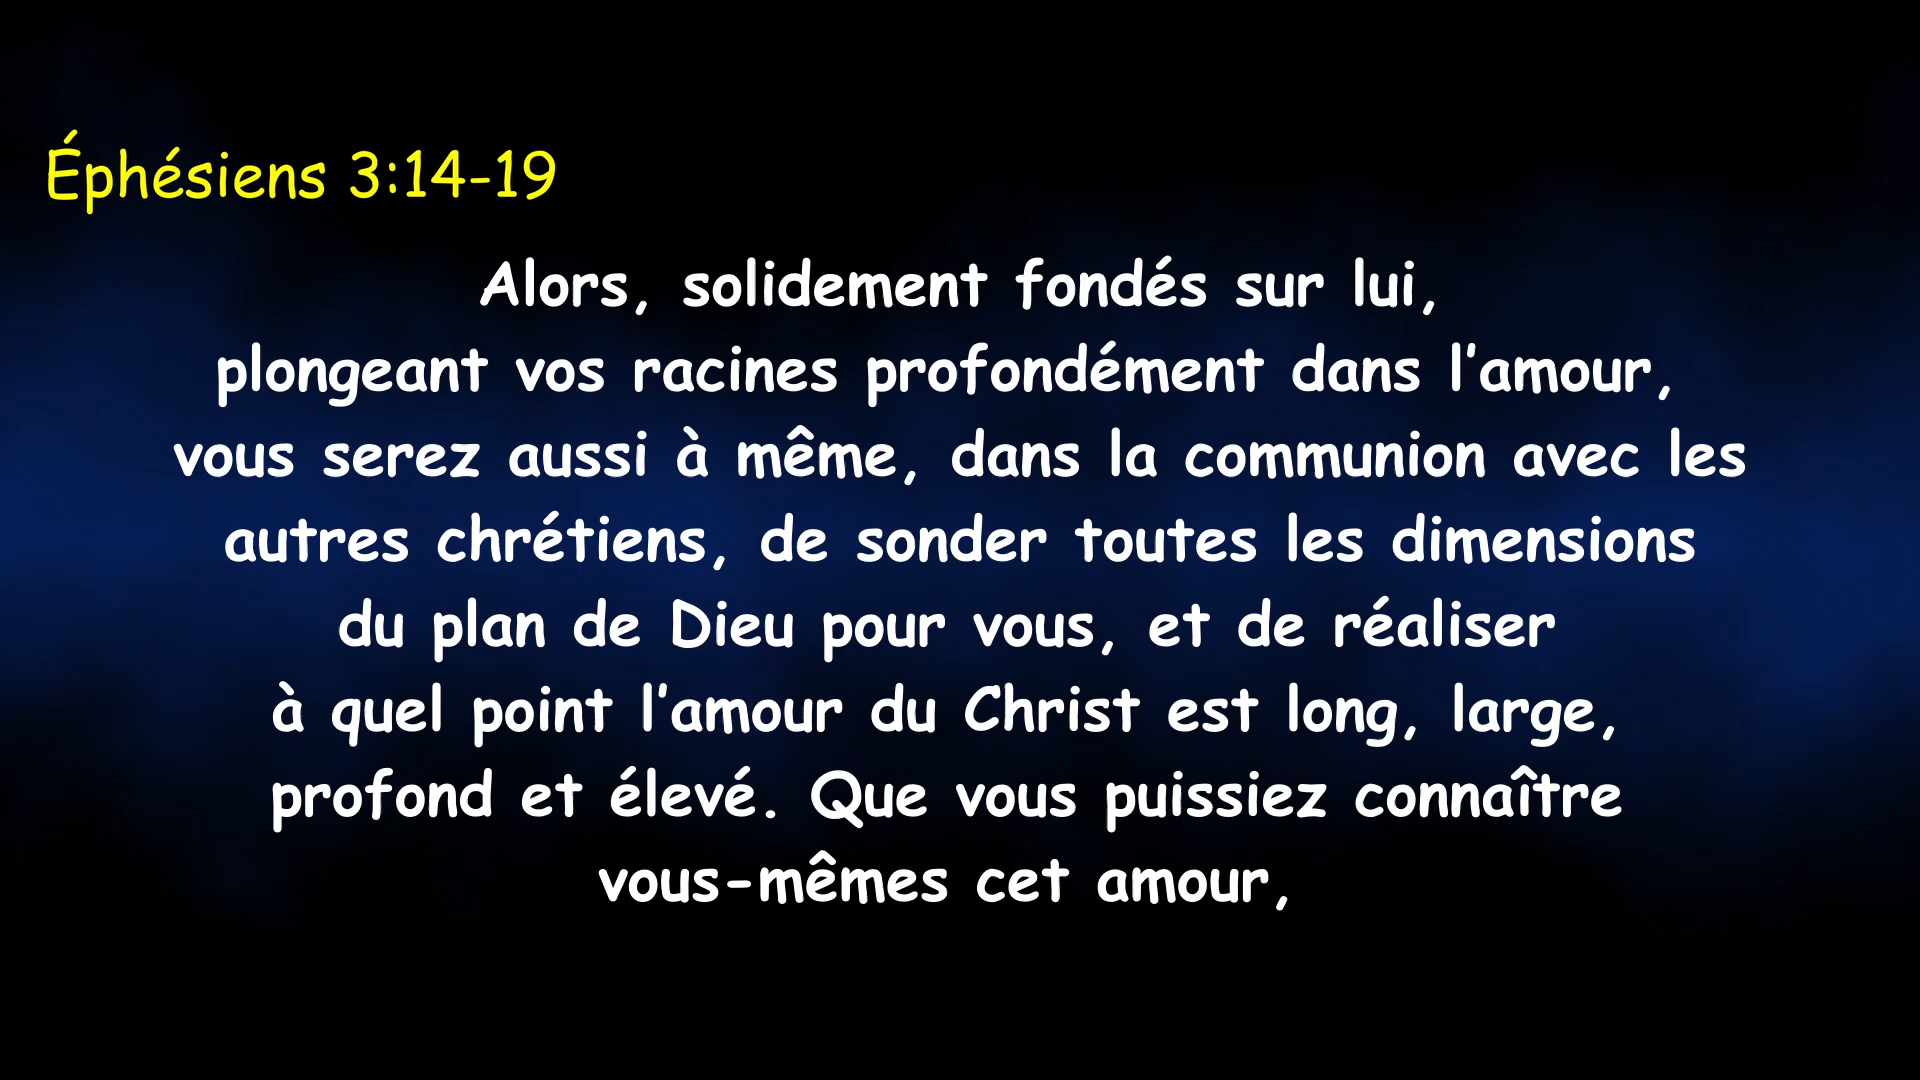 Éphésiens 3:14-19
Alors, solidement fondés sur lui,
plongeant vos racines profondément dans l’amour,
vous serez aussi à même, dans la communion avec les
autres chrétiens, de sonder toutes les dimensions
du plan de Dieu pour vous, et de réaliser
à quel point l’amour du Christ est long, large,
profond et élevé. Que vous puissiez connaître
vous-mêmes cet amour,